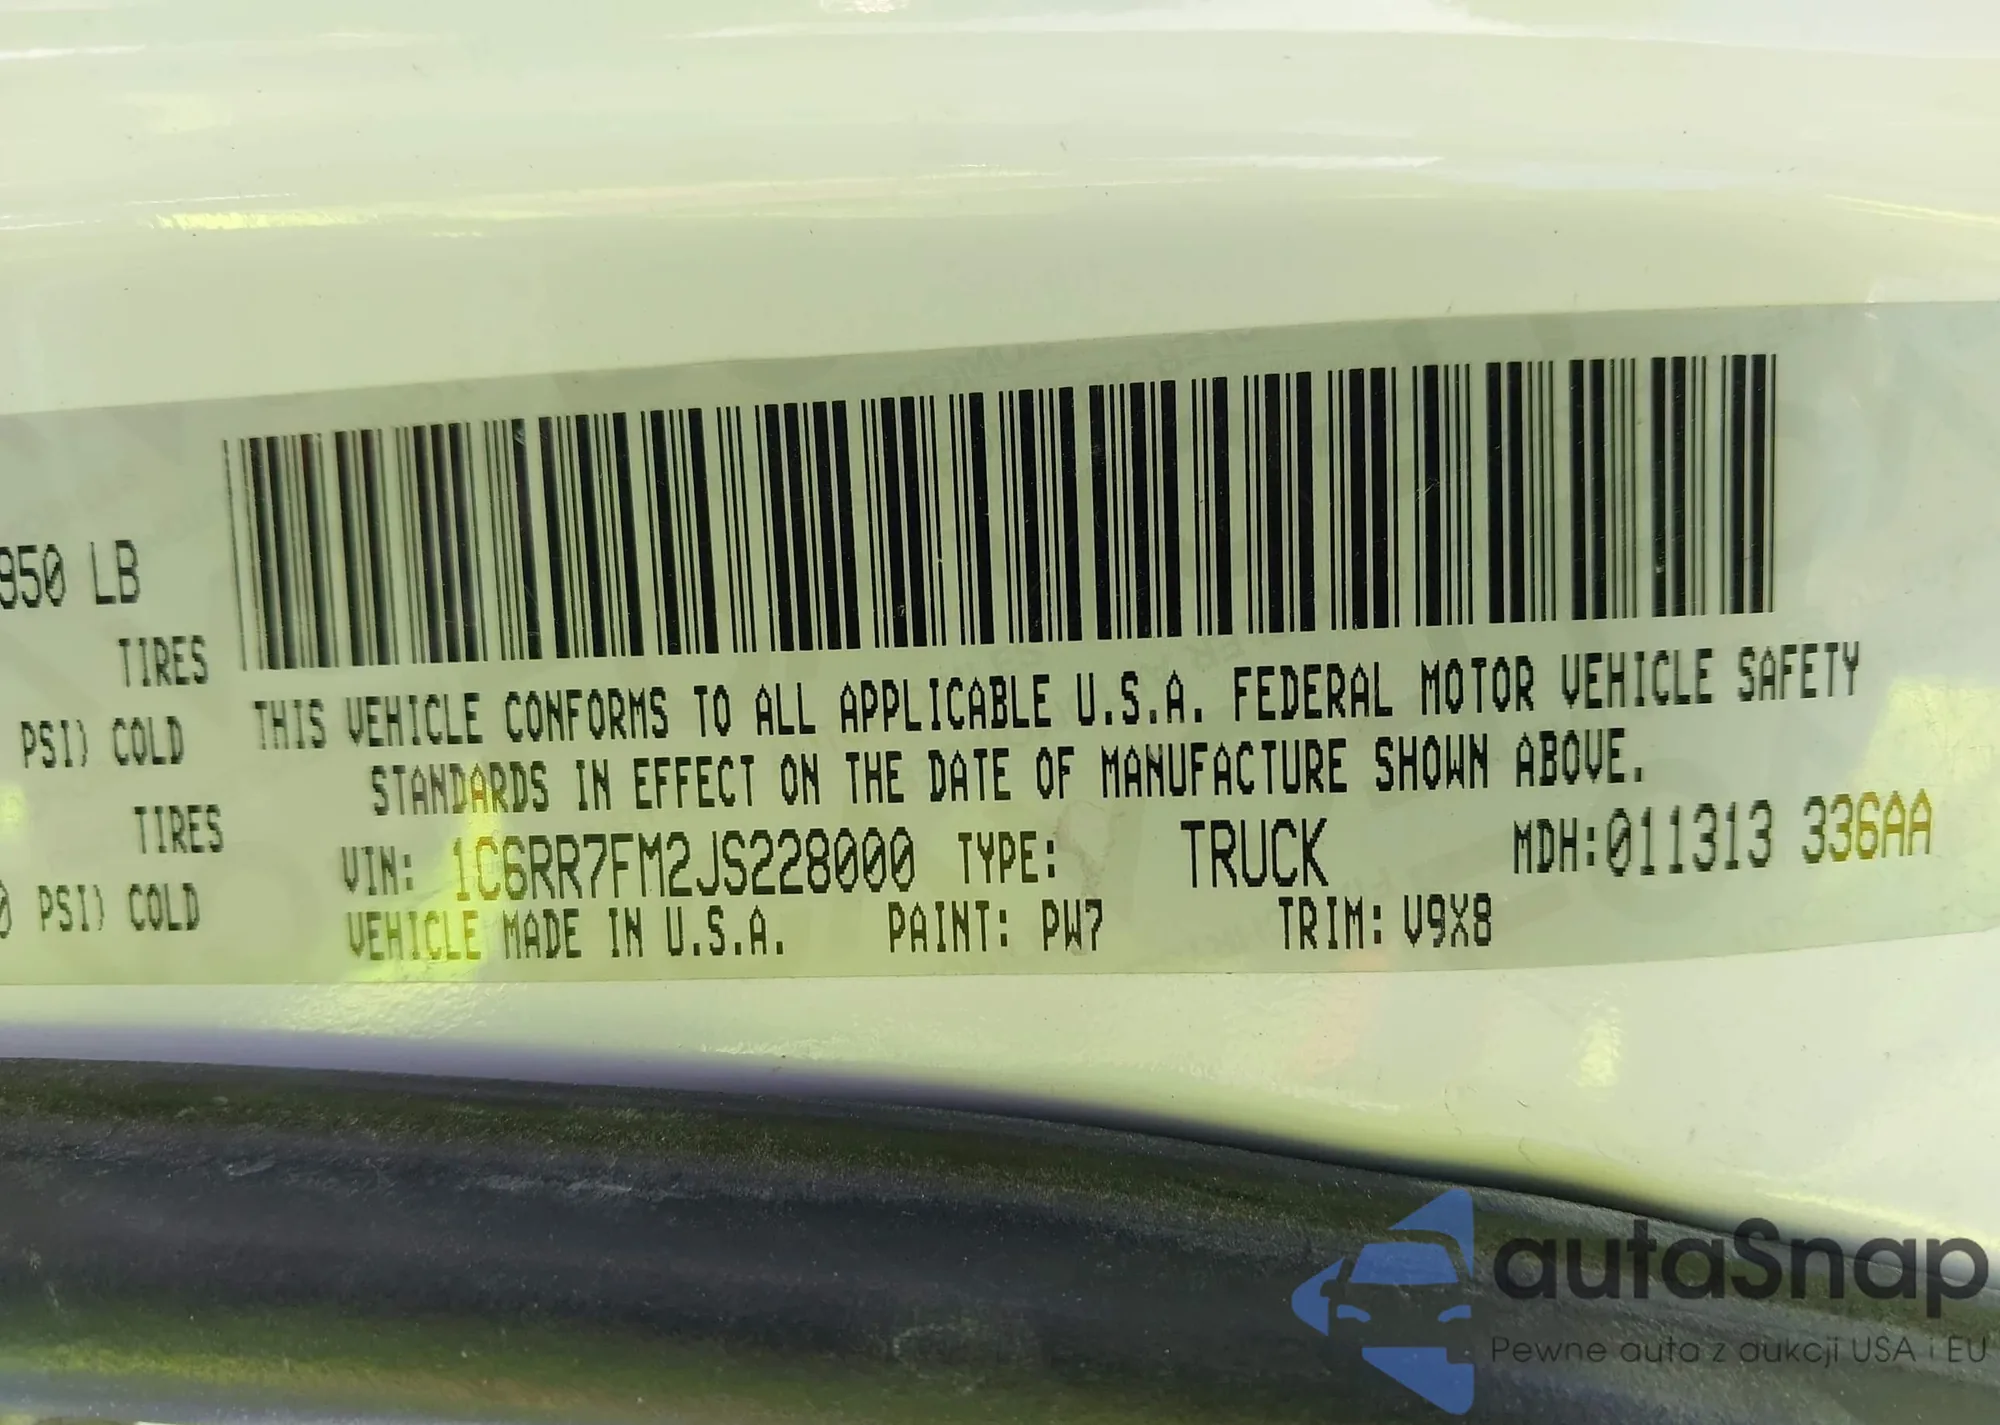 950 LB
TIRES
PSI) COLD
TIRES
0 PSI) COLD
THIS VEHICLE CONFORMS TO ALL APPLICABLE U.S.A. FEDERAL MOTOR VEHICLE SAFETY
STANDARDS IN EFFECT ON THE DATE OF MANUFACTURE SHOWN ABOVE.
VIN: 1C6RR7FM2JS228000 TYPE: TRUCK MDH:011313 336AA
VEHICLE MADE IN U.S.A. PAINT: PW7 TRIM: V9X8
autaSnap
Pewne auta z aukcji USA i EU